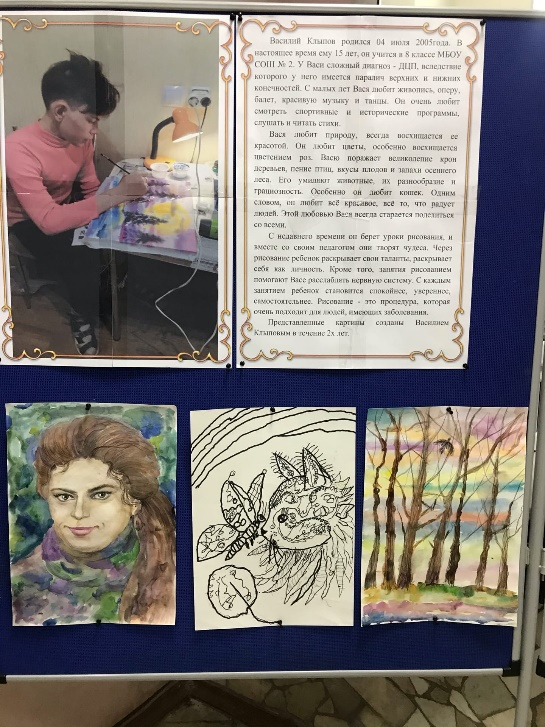 Василий Клыпов родился 04 июля 2005года. В
настоящее время ему 15 лет, он учится в 8 классе МБОУ
СОШ № 2. У Васи сложный диагноз - ДЦП, вследствие
которого у него имеется паралич верхних и нижних
конечностей. С малых лет Вася любит живопись, оперу,
балет, красивую музыку и танцы. Он очень любит
смотреть спортивные и исторические программы,
слушать и читать стихи.
Вася любит природу, всегда восхищается ее
красотой. Он любит цветы, особенно восхищается
цветением роз. Васю поражает великолепие крон
деревьев, пение птиц, вкусы плодов и запахи осеннего
леса. Его умиляют животные, их разнообразие и
грациозность. Особенно он любит кошек. Одним
словом, он любит всё красивое, всё то, что радует
людей. Этой любовью Вася всегда старается поделиться
со всеми.
С недавнего времени он берет уроки рисования, и
вместе со своим педагогом они творят чудеса. Через
рисование ребенок раскрывает свои таланты, раскрывает
себя как личность. Кроме того, занятия рисованием
помогают Васе расслабить нервную систему. С каждым
занятием ребенок становится спокойнее, увереннее,
самостоятельнее. Рисование - это процедура, которая
очень подходит для людей, имеющих заболевания.
Представленные картины созданы Василием
Клыповым в течение 2х лет.